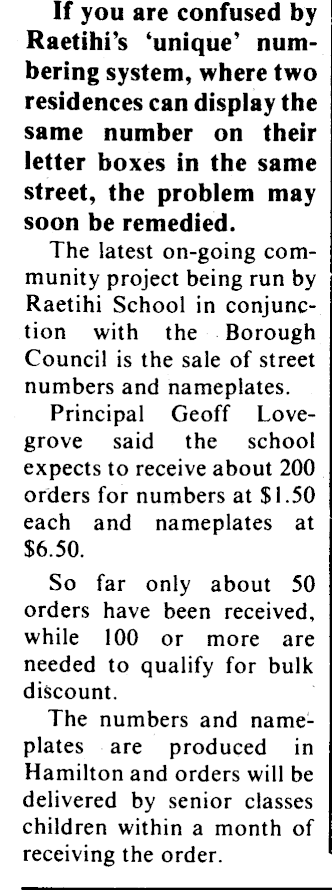 If you are confused by
Raetihi's 'unique' num-
bering system, where two
residences can display the
same number on their
letter boxes in the same
street, the problem may
soon be remedied.
The latest on-going com-
munity project being run by
Raetihi School in conjunc-
tion with the Borough
Council is the sale of street
numbers and nameplates.
Principal Geoff Love-
grove said the school
expects to receive about 200
orders for numbers at $1.50
each and nameplates at
$6.50.
So far only about 50
orders have been received,
while 100 or more are
needed to qualify for bulk
discount.
The numbers and name-
plates are produced in
Hamilton and orders will be
delivered by senior classes
children within a month of
receiving the order.